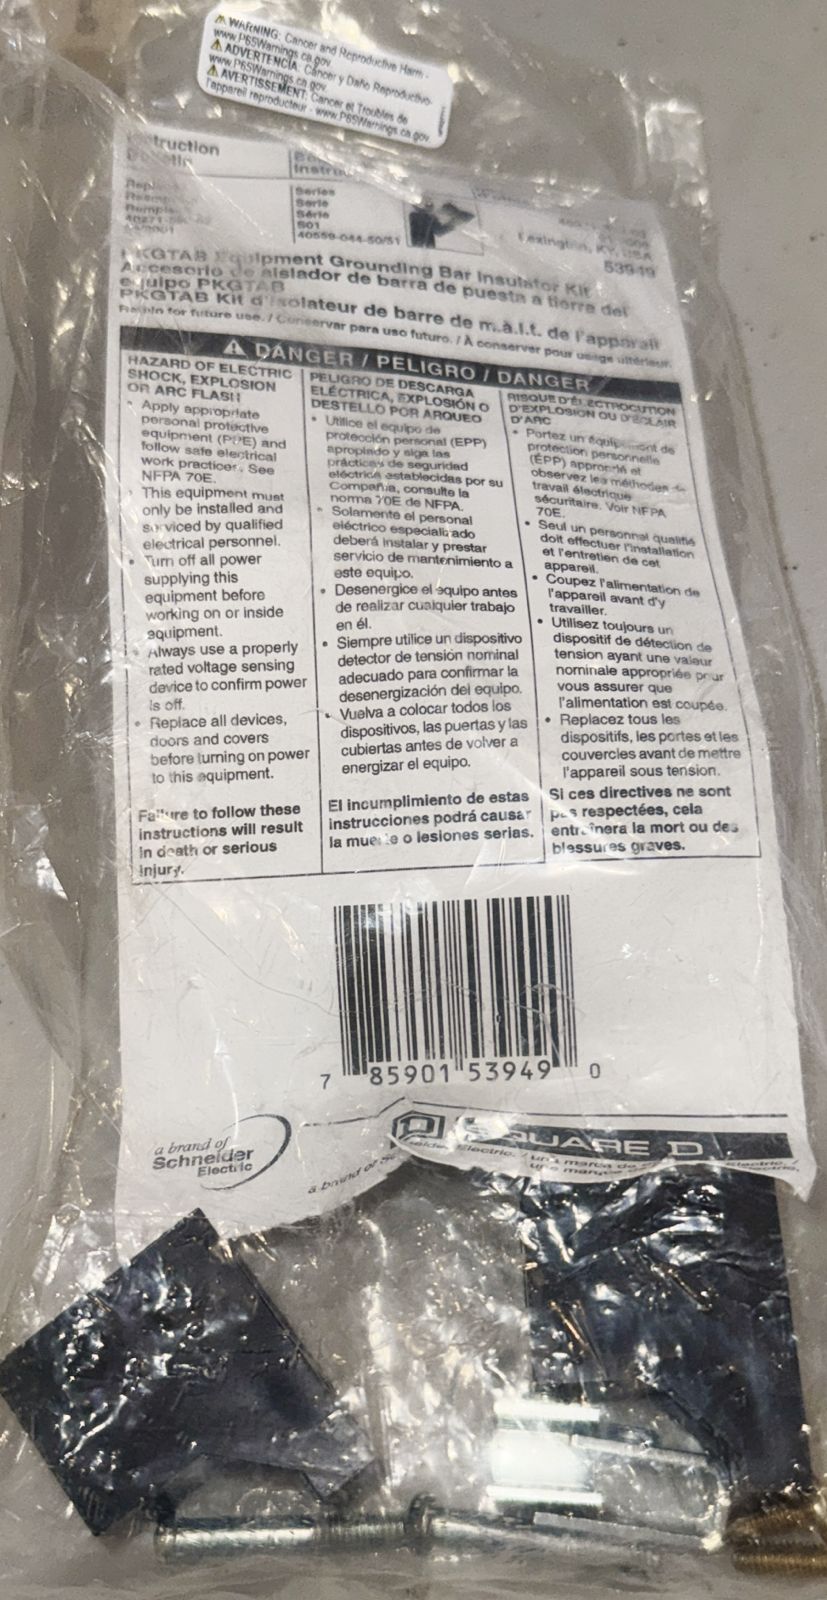 ⚠ WARNING: Cancer and Reproductive Harm -
www.P65Warnings.ca.gov
⚠ ADVERTENCIA: Cáncer y Daño Reproductivo-
www.P65Warnings.ca.gov
⚠ AVERTISSEMENT: Cancer et Troubles de
l'appareil reproducteur - www.P65Warnings.ca.gov
Series
Serie
Série
S01
40559-044-50/51
Lexington, KY, USA
53949
PKGTAB Equipment Grounding Bar Insulator Kit
Accesorio de aislador de barra de puesta a tierra del
equipo PKGTAB
PKGTAB Kit d'isolateur de barre de m.à.l.t. de l'appareil
Retain for future use. / Conservar para uso futuro. / À conserver pour usage ultérieur.
⚠ DANGER / PELIGRO / DANGER
HAZARD OF ELECTRIC
SHOCK, EXPLOSION
OR ARC FLASH
• Apply appropriate
personal protective
equipment (PPE) and
follow safe electrical
work practices. See
NFPA 70E.
• This equipment must
only be installed and
serviced by qualified
electrical personnel.
• Turn off all power
supplying this
equipment before
working on or inside
equipment.
• Always use a properly
rated voltage sensing
device to confirm power
is off.
• Replace all devices,
doors and covers
before turning on power
to this equipment.
Failure to follow these
instructions will result
in death or serious
injury.
PELIGRO DE DESCARGA
ELÉCTRICA, EXPLOSIÓN O
DESTELLO POR ARQUEO
• Utilice el equipo de
protección personal (EPP)
apropiado y siga las
prácticas de seguridad
eléctrica establecidas por su
Compañía, consulte la
norma 70E de NFPA.
• Solamente el personal
eléctrico especializado
deberá instalar y prestar
servicio de mantenimiento a
este equipo.
• Desenergice el equipo antes
de realizar cualquier trabajo
en él.
• Siempre utilice un dispositivo
detector de tensión nominal
adecuado para confirmar la
desenergización del equipo.
• Vuelva a colocar todos los
dispositivos, las puertas y las
cubiertas antes de volver a
energizar el equipo.
El incumplimiento de estas
instrucciones podrá causar
la muerte o lesiones serias.
RISQUE D'ÉLECTROCUTION
D'EXPLOSION OU D'ÉCLAIR
D'ARC
• Portez un équipement de
protection personnelle
(ÉPP) approprié et
observez les méthodes de
travail électrique
sécuritaire. Voir NFPA
70E.
• Seul un personnel qualifié
doit effectuer l'installation
et l'entretien de cet
appareil.
• Coupez l'alimentation de
l'appareil avant d'y
travailler.
• Utilisez toujours un
dispositif de détection de
tension ayant une valeur
nominale appropriée pour
vous assurer que
l'alimentation est coupée.
• Replacez tous les
dispositifs, les portes et les
couvercles avant de mettre
l'appareil sous tension.
Si ces directives ne sont
pas respectées, cela
entraînera la mort ou des
blessures graves.
7 85901 53949 0
a brand of
Schneider
Electric
SQUARE D